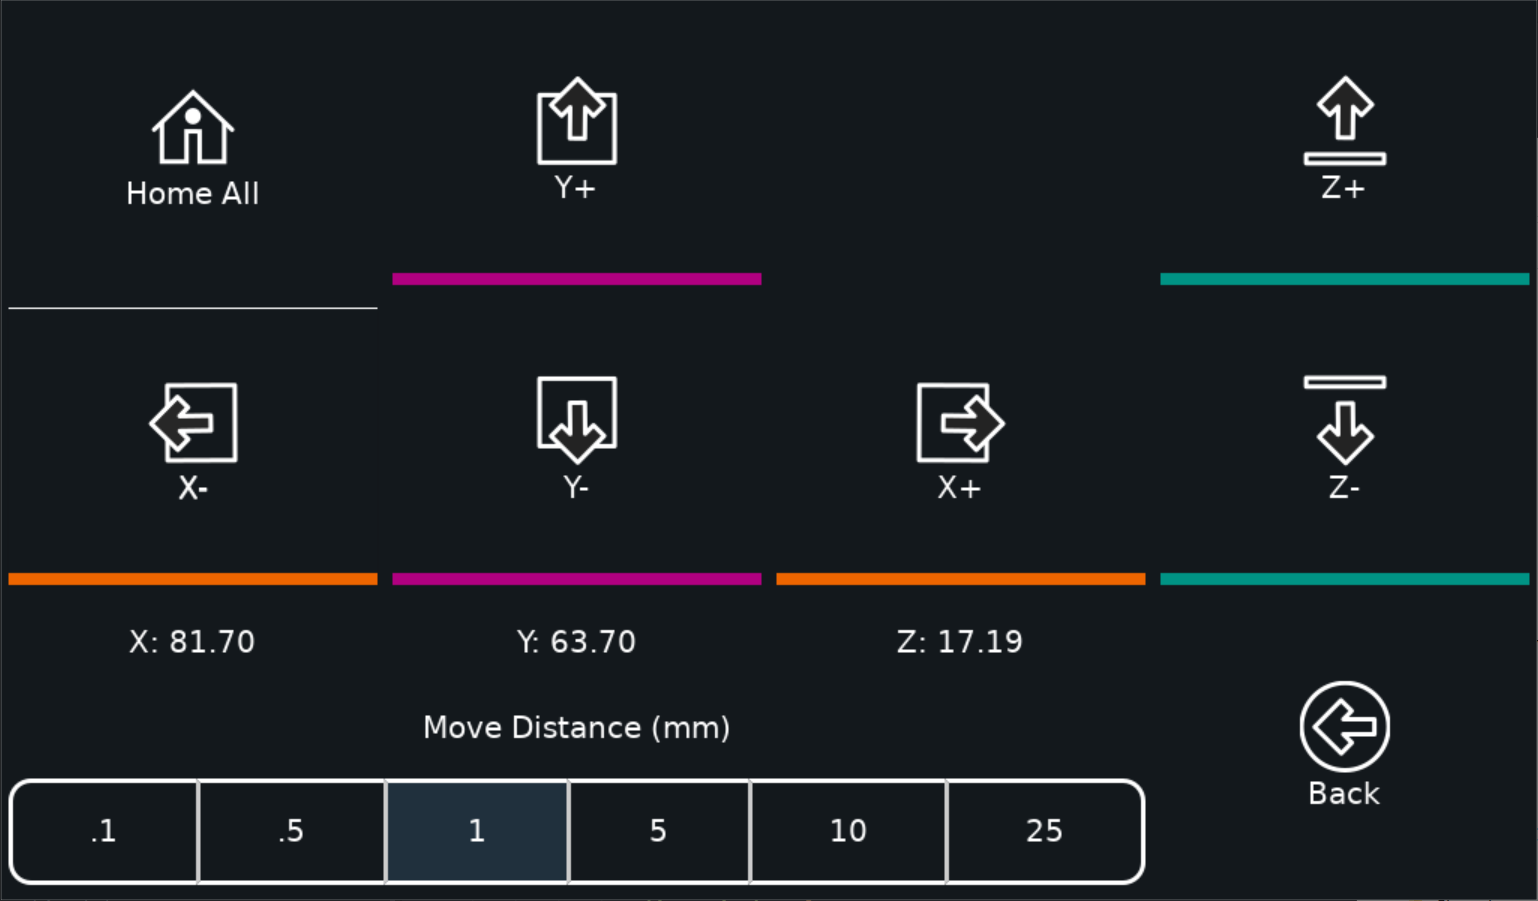 Home All
Y+
Z+
X-
Y-
X+
Z-
X: 81.70
Y: 63.70
Z: 17.19
Move Distance (mm)
Back
.1
.5
1
5
10
25